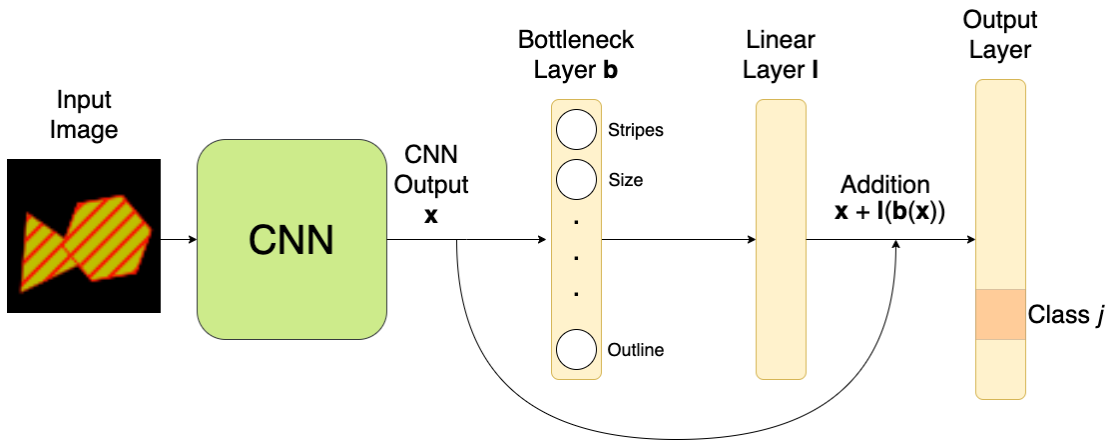 Input
Image
CNN
CNN
Output
x
Bottleneck
Layer b
Stripes
Size
.
.
.
Outline
Linear
Layer l
Addition
x + l(b(x))
Output
Layer
Class j